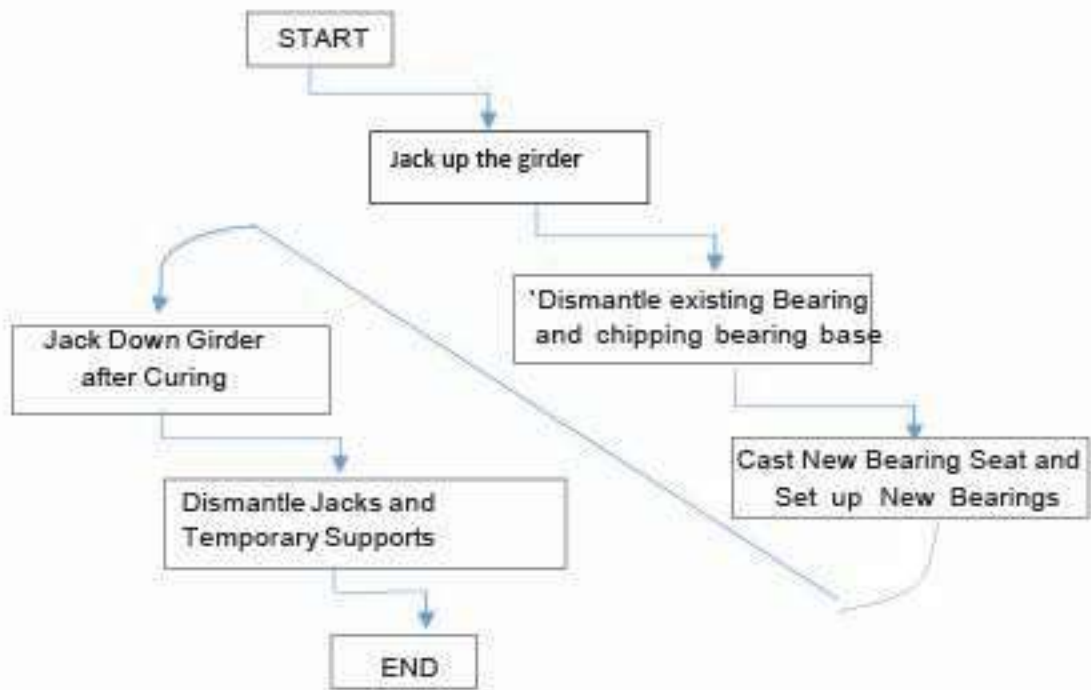 START
Jack up the girder
'Dismantle existing Bearing
and chipping bearing base
Cast New Bearing Seat and
Set up New Bearings
Jack Down Girder
after Curing
Dismantle Jacks and
Temporary Supports
END